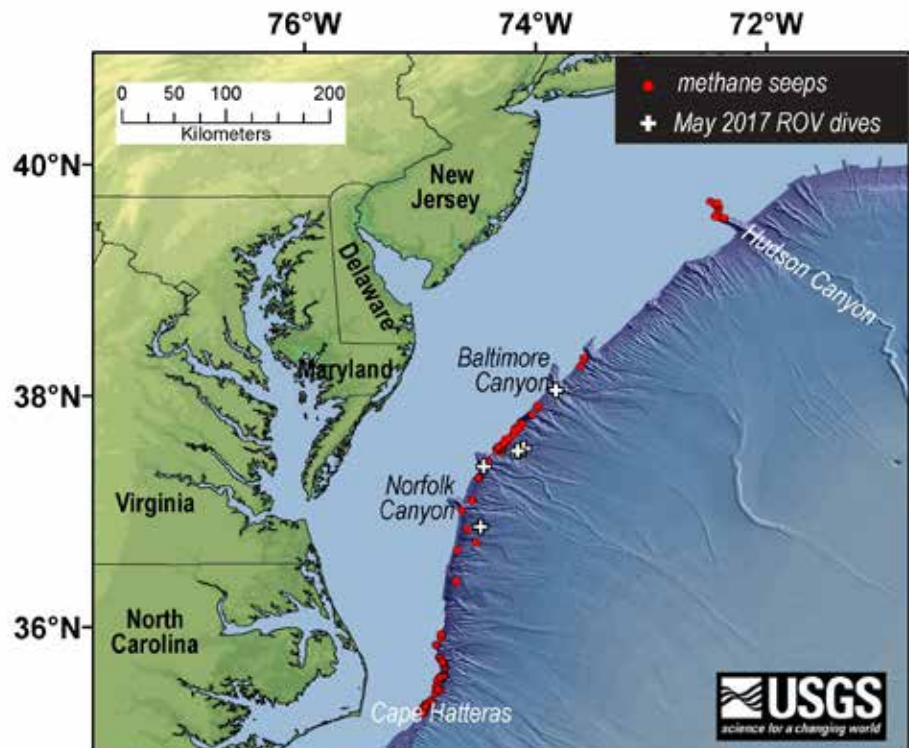 76°W 74°W 72°W
0 50 100 200
Kilometers
methane seeps
May 2017 ROV dives
40°N
New
Jersey
Hudson Canyon
Delaware
Baltimore
Canyon
Maryland
38°N
Norfolk
Canyon
Virginia
36°N
North
Carolina
Cape Hatteras
USGS
science for a changing world